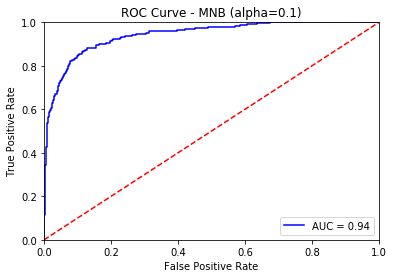 ROC Curve - MNB (alpha=0.1)
1.0
0.8
0.6
0.4
0.2
0.0
True Positive Rate
AUC = 0.94
0.0 0.2 0.4 0.6 0.8 1.0
False Positive Rate